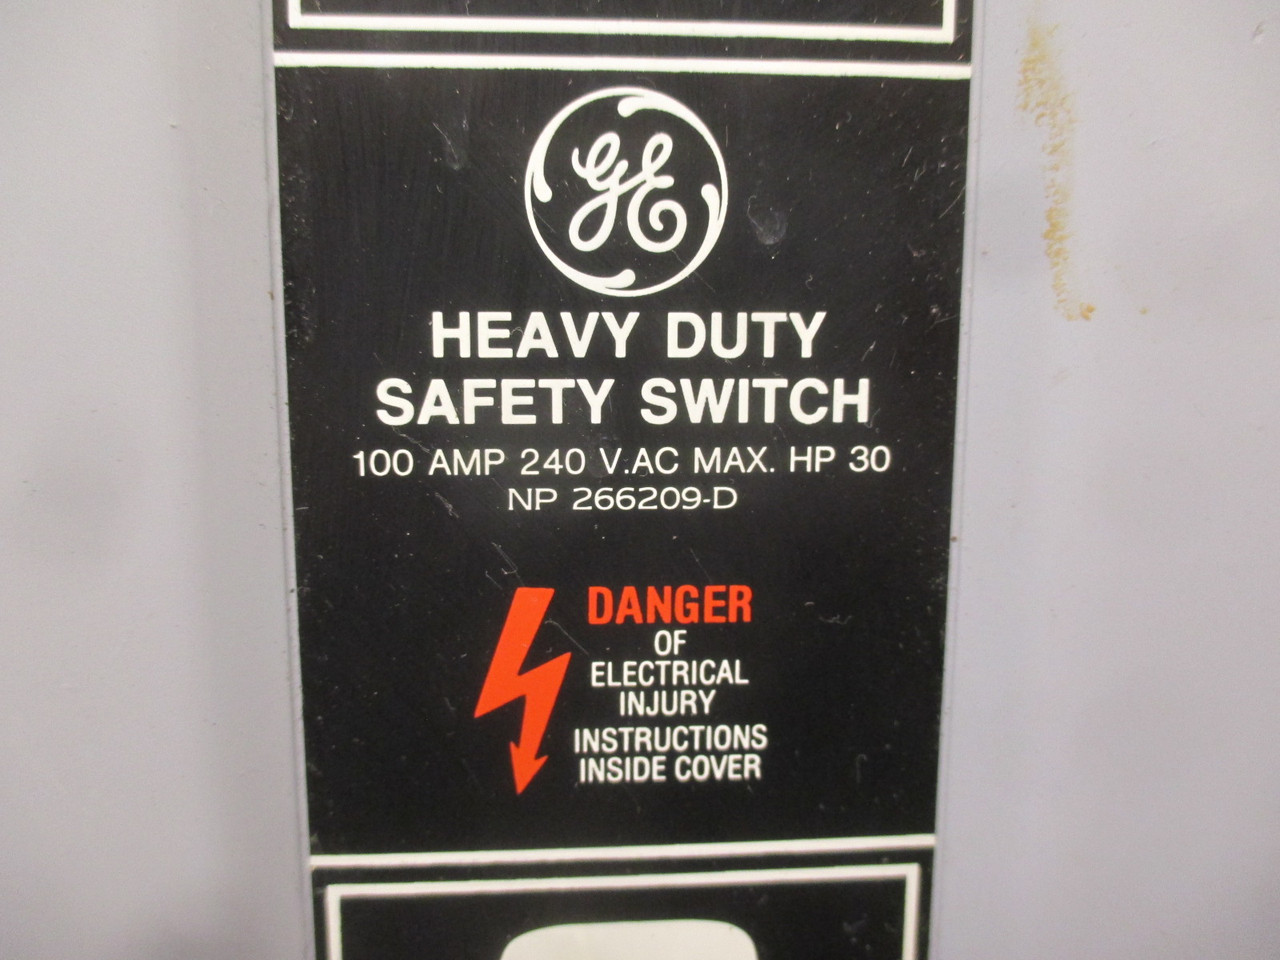 GE
HEAVY DUTY
SAFETY SWITCH
100 AMP 240 V.AC MAX. HP 30
NP 266209-D
DANGER
OF
ELECTRICAL
INJURY
INSTRUCTIONS
INSIDE COVER